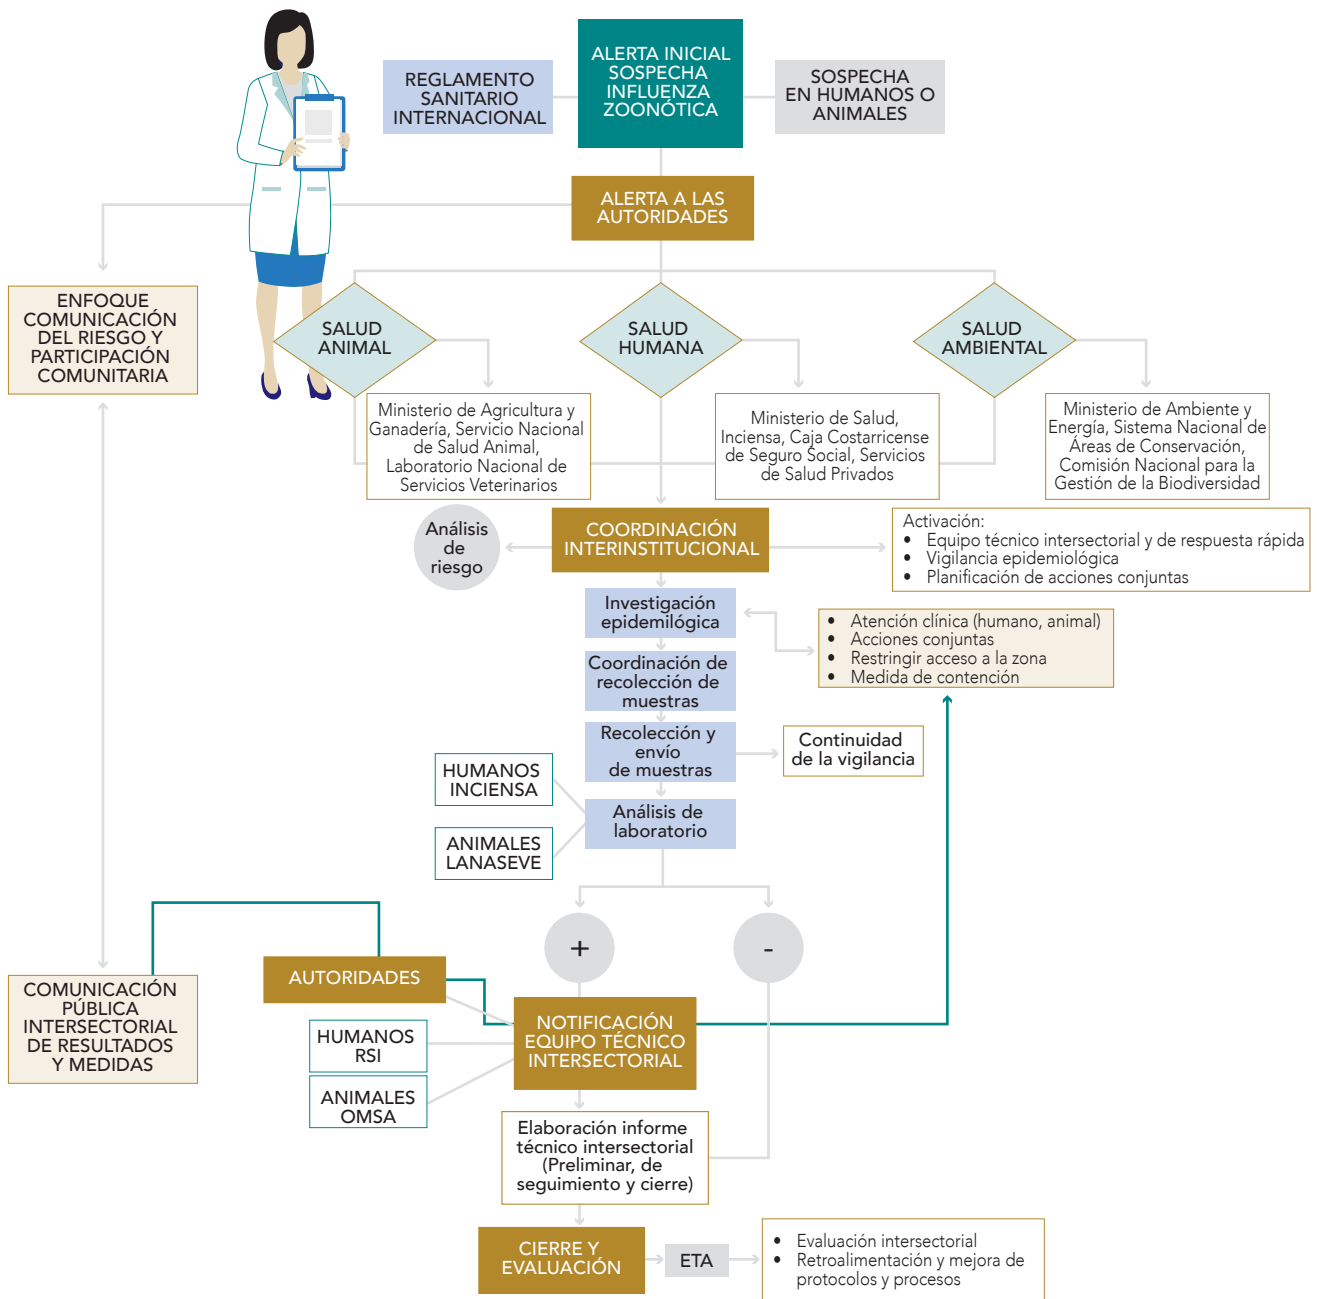 REGLAMENTO
SANITARIO
INTERNACIONAL
ALERTA INICIAL
SOSPECHA
INFLUENZA
ZOONÓTICA
SOSPECHA
EN HUMANOS O
ANIMALES
ALERTA A LAS
AUTORIDADES
ENFOQUE
COMUNICACIÓN
DEL RIESGO Y
PARTICIPACIÓN
COMUNITARIA
SALUD
ANIMAL
SALUD
HUMANA
SALUD
AMBIENTAL
Ministerio de Agricultura y
Ganadería, Servicio Nacional
de Salud Animal,
Laboratorio Nacional de
Servicios Veterinarios
Ministerio de Salud,
Inciensa, Caja Costarricense
de Seguro Social, Servicios
de Salud Privados
Ministerio de Ambiente y
Energía, Sistema Nacional de
Áreas de Conservación,
Comisión Nacional para la
Gestión de la Biodiversidad
Análisis
de
riesgo
COORDINACIÓN
INTERINSTITUCIONAL
Activación:
• Equipo técnico intersectorial y de respuesta rápida
• Vigilancia epidemiológica
• Planificación de acciones conjuntas
Investigación
epidemilógica
• Atención clínica (humano, animal)
• Acciones conjuntas
• Restringir acceso a la zona
• Medida de contención
Coordinación de
recolección de
muestras
Recolección y
envío
de muestras
Continuidad
de la vigilancia
HUMANOS
INCIENSA
ANIMALES
LANASEVE
Análisis de
laboratorio
+
-
AUTORIDADES
COMUNICACIÓN
PÚBLICA
INTERSECTORIAL
DE RESULTADOS
Y MEDIDAS
HUMANOS
RSI
ANIMALES
OMSA
NOTIFICACIÓN
EQUIPO TÉCNICO
INTERSECTORIAL
Elaboración informe
técnico intersectorial
(Preliminar, de
seguimiento y cierre)
CIERRE Y
EVALUACIÓN
ETA
• Evaluación intersectorial
• Retroalimentación y mejora de
protocolos y procesos